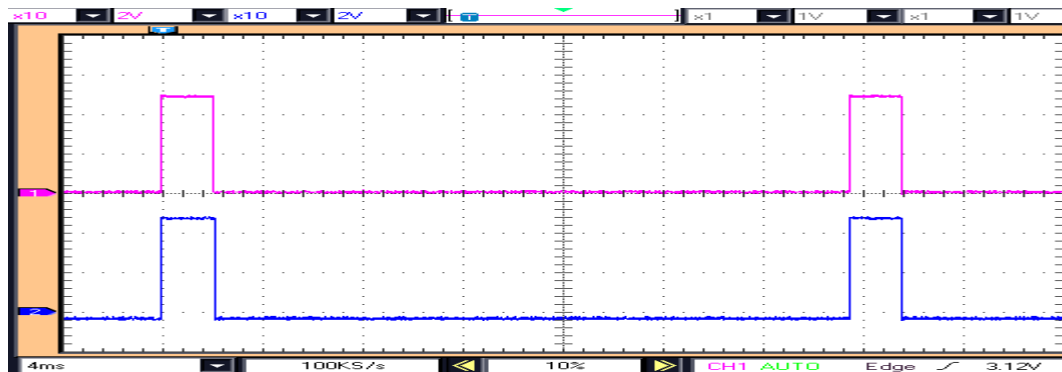 x10 2V x10 2V T x1 1V x1 1V
T
1
2
4ms 100KS/s 10% CH1 AUTO Edge 3.12V